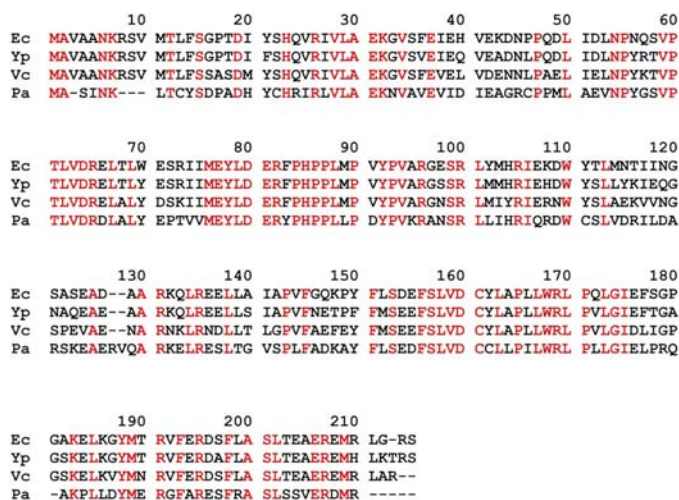 10 20 30 40 50 60
Ec MAVAANKRSV MTLFSGPTDI YSHQVRIVLA EKGVSFEIEH VEKDNPPQDL IDLNPNQSVP
Yp MAVAANKRSV MTLFSGPTDI FSHQVRIVLA EKGVSVEIEQ VEADNLPQDL IDLNPYRTVP
Vc MAVAANKRSV MTLFSSASDM YSHQVRIVLA EKGVSFEVEL VDENNLPAEL IELNPYKTVP
Pa MA-SINK--- LTCYSDPADH YCHRIRLVLA EKNVAVEVID IEAGRCPPML AEVNPYGSVP
70 80 90 100 110 120
Ec TLVDRELTLW ESRIIMEYLD ERFPHPPLMP VYPVARGESR LYMHRIEKDW YTLMNTIING
Yp TLVDRELTLY ESRIIMEYLD ERFPHPPLMP VYPVARGSSR LMMHRIEHDW YSLLYKIEQG
Vc TLVDRELALY DSKIIMEYLD ERFPHPPLMP VYPVARGNSR LMIYRIERNW YSLAEKVVNG
Pa TLVDRDLALY EPTVVMEYLD ERYPHPPLLP DYPVKRANSR LLIHRIQRDW CSLVDRILDA
130 140 150 160 170 180
Ec SASEAD--AA RKQLREELLA IAPVFGQKPY FLSDEFSLVD CYLAPLLWRL PQLGIEFSGP
Yp NAQEAE--AA RKQLREELLS IAPVFNETPF FMSEEFSLVD CYLAPLLWRL PVLGIEFTGA
Vc SPEVAE--NA RNKLRNDLLT LGPVFAEFEY FMSEEFSLVD CYLAPLLWRL PVLGIDLIGP
Pa RSKEAERVQA RKELRESLTG VSPLFADKAY FLSEDFSLVD CCLLPILWRL PLLGIELPRQ
190 200 210
Ec GAKELKGYMT RVFERDSFLA SLTEAEREMR LG-RS
Yp GSKELKGYMT RVFERDAFLA SLTEAEREMH LKTRS
Vc GSKELKVYMN RVFERDSFLA SLTEAEREMR LAR--
Pa -AKPLLDYME RGFARESFRA SLSSVERDMR -----